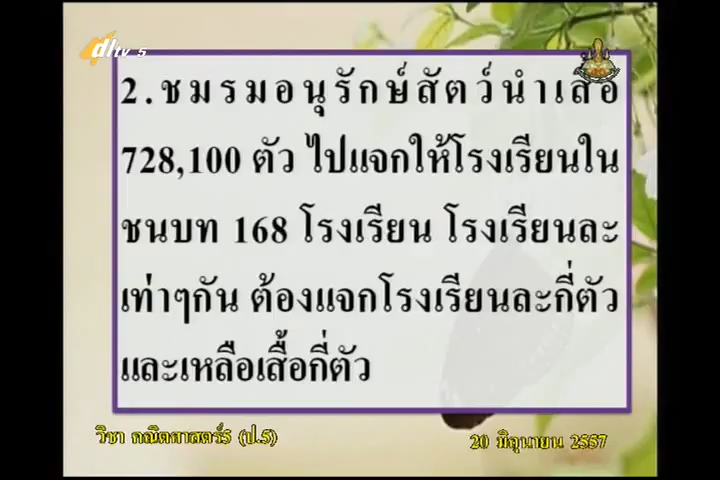 dltv 5
2.ชมรมอนุรักษ์สัตว์นำเสื้อ
728,100 ตัว ไปแจกให้โรงเรียนใน
ชนบท 168 โรงเรียน โรงเรียนละ
เท่าๆกัน ต้องแจกโรงเรียนละกี่ตัว
และเหลือเสื้อกี่ตัว
วิชา คณิตศาสตร์5 (ป.5)
20 มิถุนายน 2557